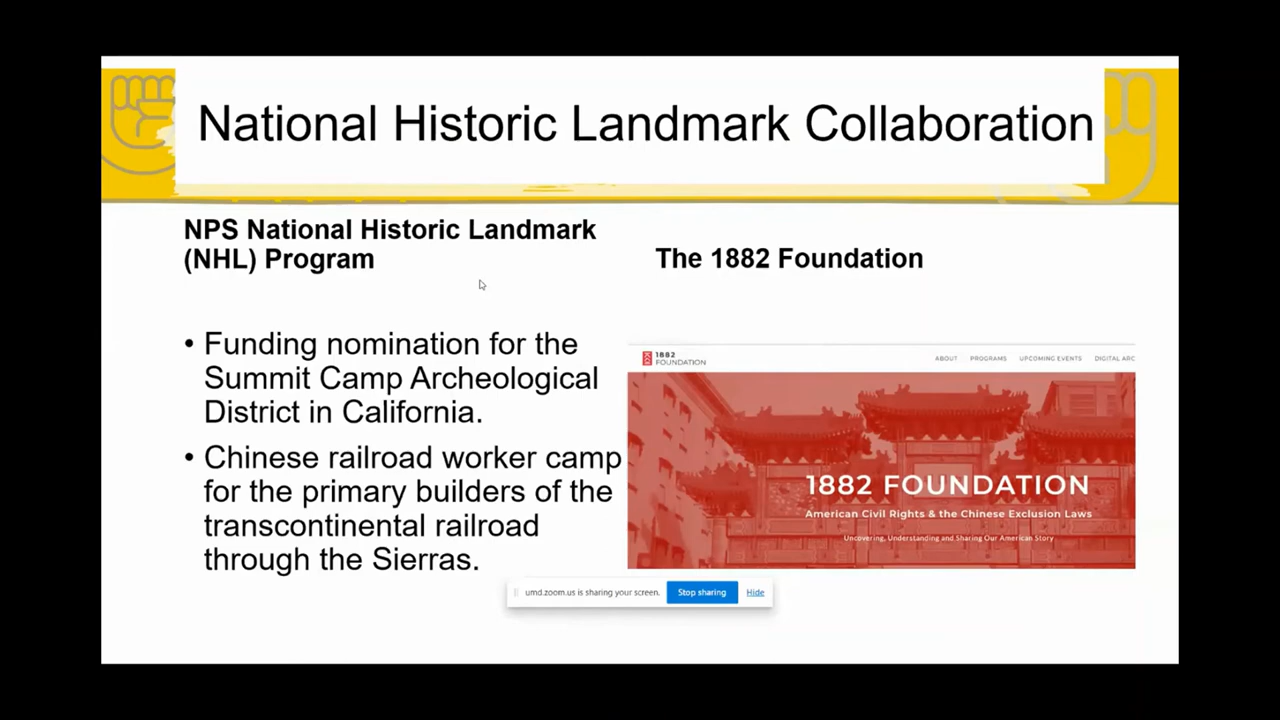 National Historic Landmark Collaboration
NPS National Historic Landmark
(NHL) Program
• Funding nomination for the
Summit Camp Archeological
District in California.
• Chinese railroad worker camp
for the primary builders of the
transcontinental railroad
through the Sierras.
The 1882 Foundation
1882
FOUNDATION
ABOUT PROGRAMS UPCOMING EVENTS DIGITAL ARC
1882 FOUNDATION
American Civil Rights & the Chinese Exclusion Laws
Uncovering, Understanding and Sharing Our American Story
umd.zoom.us is sharing your screen. Stop sharing Hide